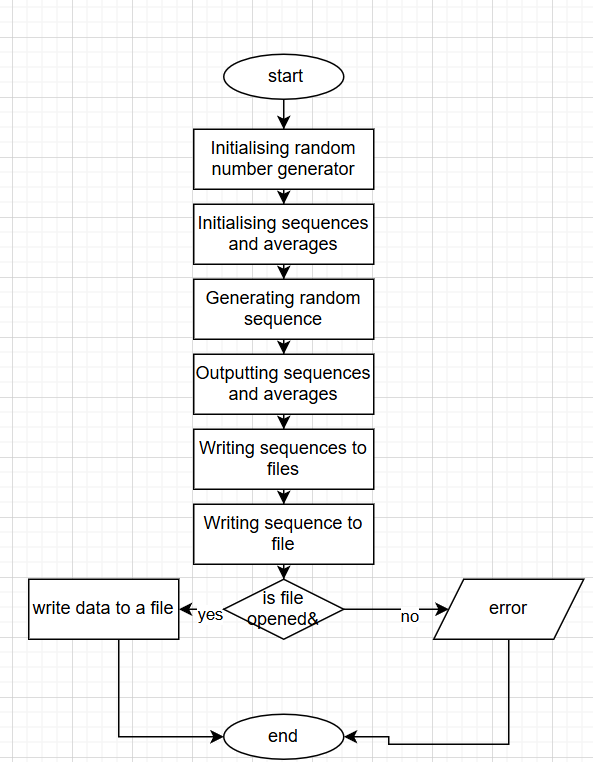 start
Initialising random
number generator
Initialising sequences
and averages
Generating random
sequence
Outputting sequences
and averages
Writing sequences to
files
Writing sequence to
file
is file
opened&
yes
no
write data to a file
error
end